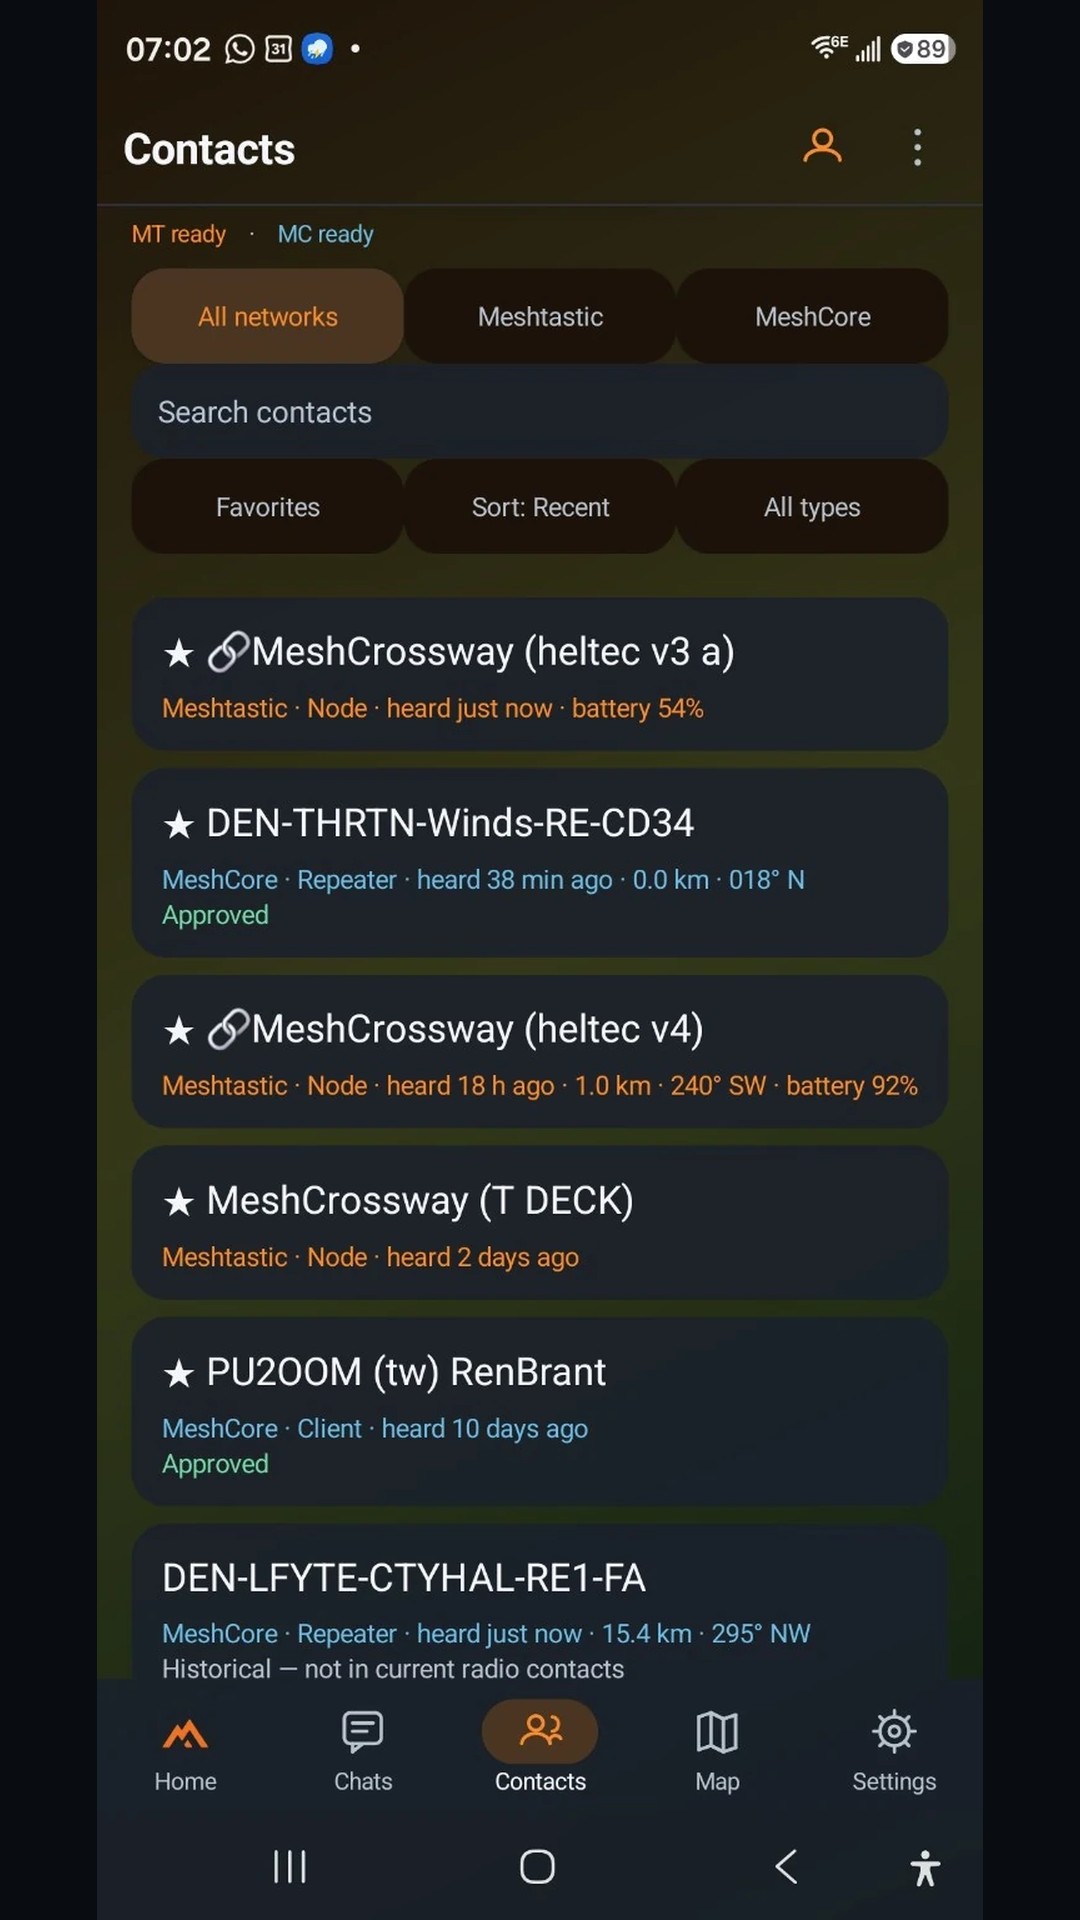 07:02 31 6E 89
Contacts
MT ready · MC ready
All networks Meshtastic MeshCore
Search contacts
Favorites Sort: Recent All types
★ 🔗MeshCrossway (heltec v3 a)
Meshtastic · Node · heard just now · battery 54%
★ DEN-THRTN-Winds-RE-CD34
MeshCore · Repeater · heard 38 min ago · 0.0 km · 018° N
Approved
★ 🔗MeshCrossway (heltec v4)
Meshtastic · Node · heard 18 h ago · 1.0 km · 240° SW · battery 92%
★ MeshCrossway (T DECK)
Meshtastic · Node · heard 2 days ago
★ PU2OOM (tw) RenBrant
MeshCore · Client · heard 10 days ago
Approved
DEN-LFYTE-CTYHAL-RE1-FA
MeshCore · Repeater · heard just now · 15.4 km · 295° NW
Historical — not in current radio contacts
Home Chats Contacts Map Settings